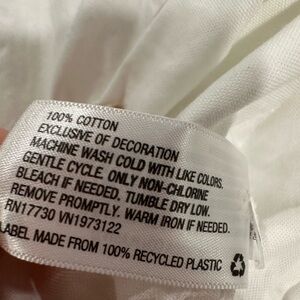 100% COTTON
EXCLUSIVE OF DECORATION
MACHINE WASH COLD WITH LIKE COLORS.
GENTLE CYCLE. ONLY NON-CHLORINE
BLEACH IF NEEDED. TUMBLE DRY LOW.
REMOVE PROMPTLY. WARM IRON IF NEEDED.
RN17730 VN1973122
LABEL MADE FROM 100% RECYCLED PLASTIC